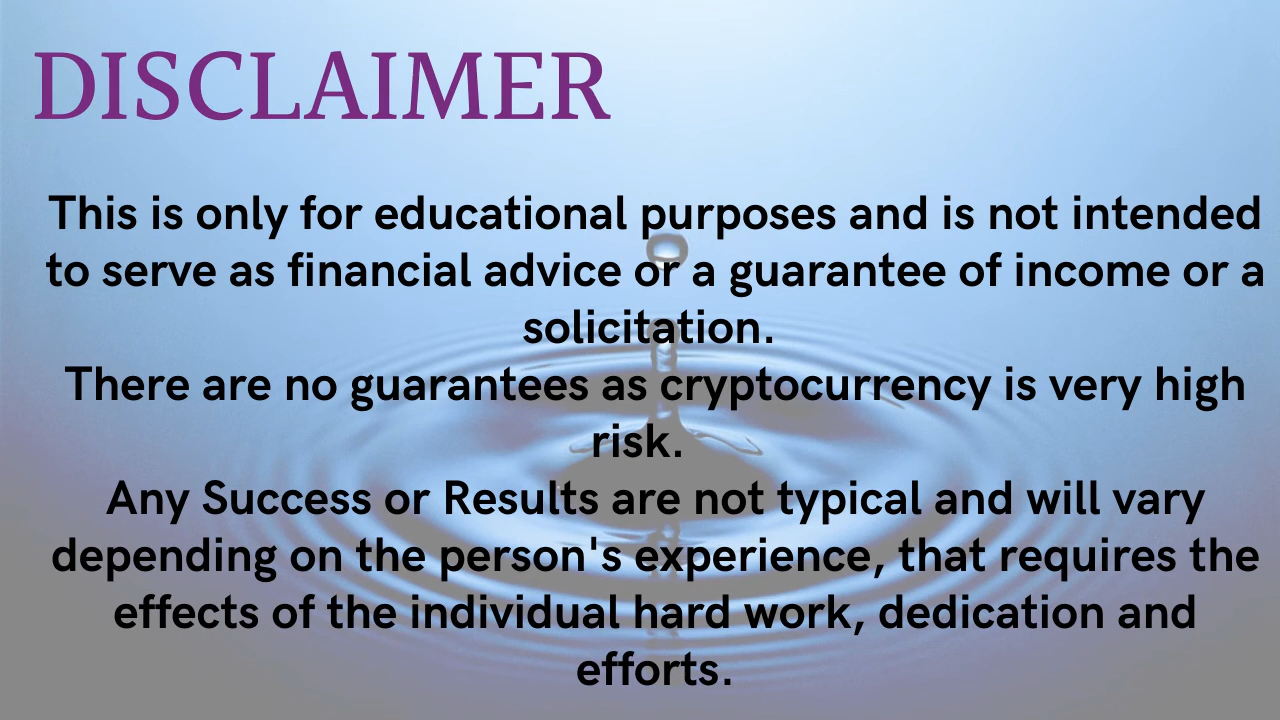 DISCLAIMER
This is only for educational purposes and is not intended
to serve as financial advice or a guarantee of income or a
solicitation.
There are no guarantees as cryptocurrency is very high
risk.
Any Success or Results are not typical and will vary
depending on the person's experience, that requires the
effects of the individual hard work, dedication and
efforts.